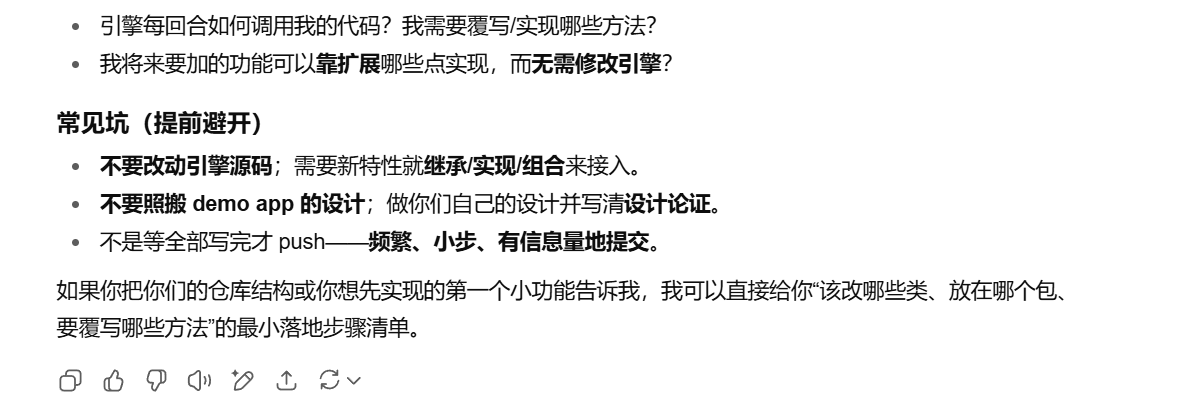 引擎每回合如何调用我的代码？我需要覆写/实现哪些方法？
我将来要加的功能可以靠扩展哪些点实现，而无需修改引擎？
常见坑（提前避开）
不要改动引擎源码；需要新特性就继承/实现/组合来接入。
不要照搬 demo app 的设计；做你们自己的设计并写清设计论证。
不是等全部写完才 push——频繁、小步、有信息量地提交。
如果你把你们的仓库结构或你想先实现的第一个小功能告诉我，我可以直接给你“该改哪些类、放在哪个包、
要覆写哪些方法”的最小落地步骤清单。